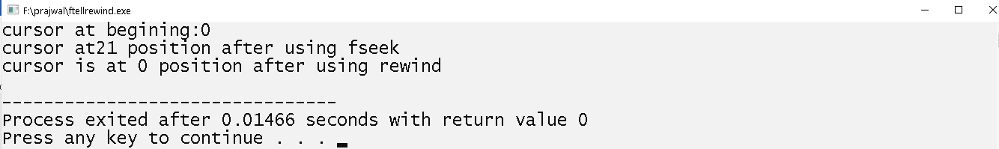 F:\prajwal\ftellrewind.exe
cursor at begining:0
cursor at21 position after using fseek
cursor is at 0 position after using rewind
--------------------------------
Process exited after 0.01466 seconds with return value 0
Press any key to continue . . .